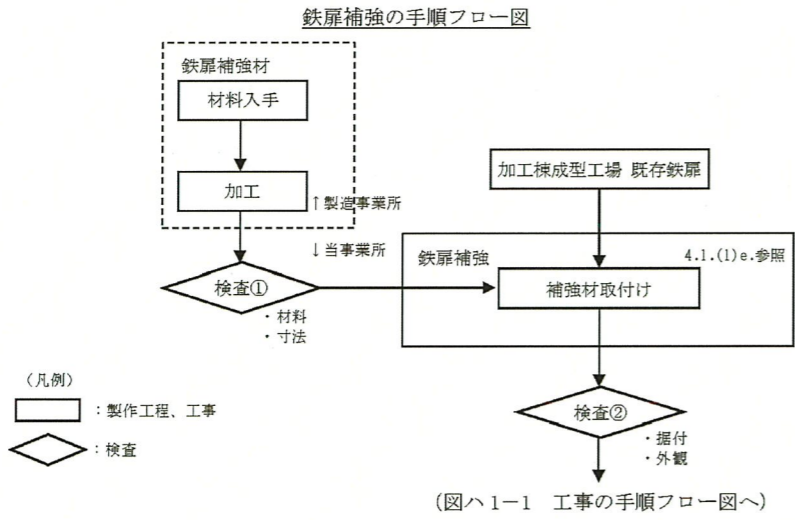 鉄扉補強の手順フロー図
鉄扉補強材
材料入手
加工
↑製造事業所
↓当事業所
検査①
・材料
・寸法
加工棟成型工場 既存鉄扉
鉄扉補強
4.1.(1)e.参照
補強材取付け
検査②
・据付
・外観
(図ハ1-1 工事の手順フロー図へ)
(凡例)
:製作工程、工事
:検査